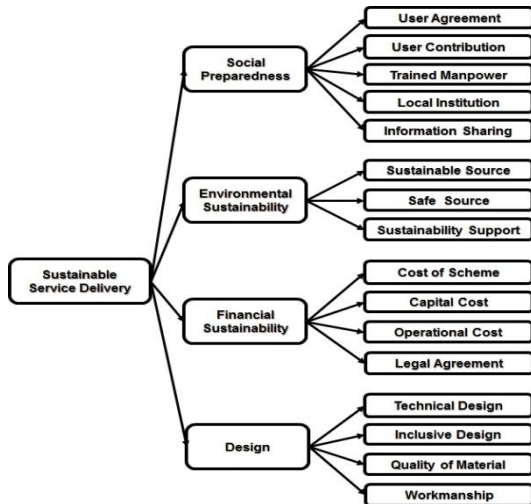 Sustainable
Service Delivery
Social
Preparedness
User Agreement
User Contribution
Trained Manpower
Local Institution
Information Sharing
Environmental
Sustainability
Sustainable Source
Safe Source
Sustainability Support
Financial
Sustainability
Cost of Scheme
Capital Cost
Operational Cost
Legal Agreement
Design
Technical Design
Inclusive Design
Quality of Material
Workmanship